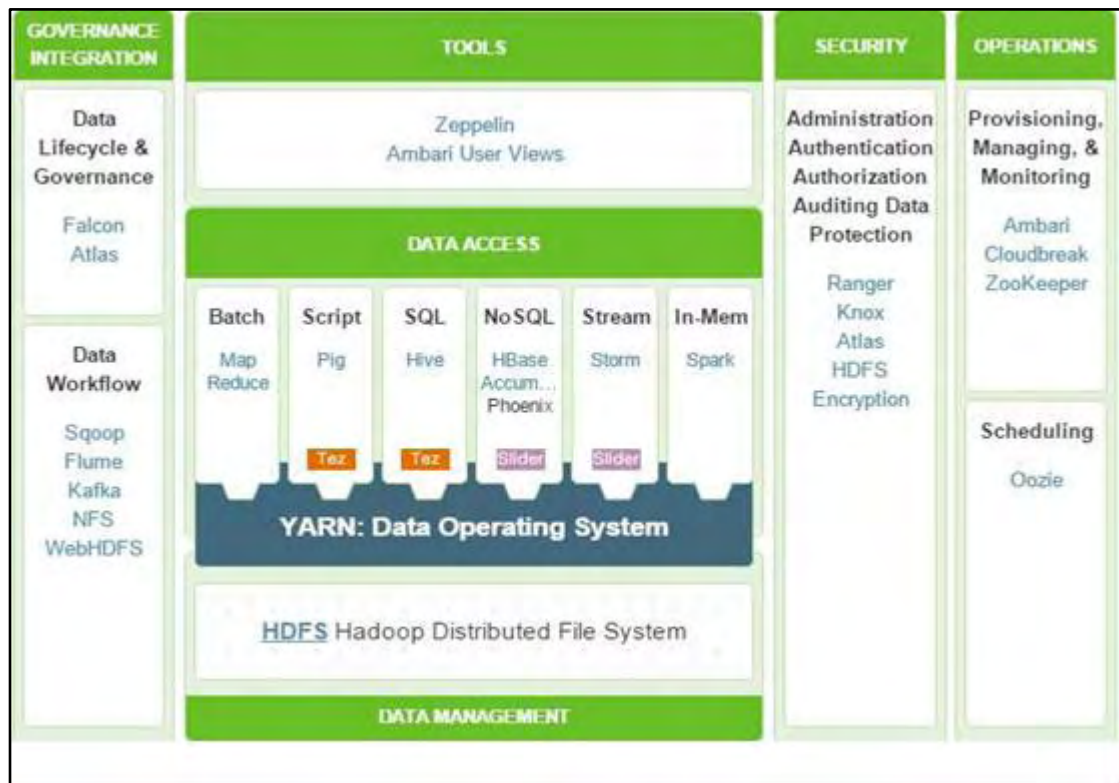 GOVERNANCE
INTEGRATION
Data
Lifecycle &
Governance
Falcon
Atlas
Data
Workflow
Sqoop
Flume
Kafka
NFS
WebHDFS
TOOLS
Zeppelin
Ambari User Views
DATA ACCESS
Batch
Map
Reduce
Script
Pig
Tez
SQL
Hive
Tez
NoSQL
HBase
Accum...
Phoenix
Slider
Stream
Storm
Slider
In-Mem
Spark
YARN: Data Operating System
HDFS Hadoop Distributed File System
DATA MANAGEMENT
SECURITY
Administration
Authentication
Authorization
Auditing Data
Protection
Ranger
Knox
Atlas
HDFS
Encryption
OPERATIONS
Provisioning,
Managing, &
Monitoring
Ambari
Cloudbreak
ZooKeeper
Scheduling
Oozie